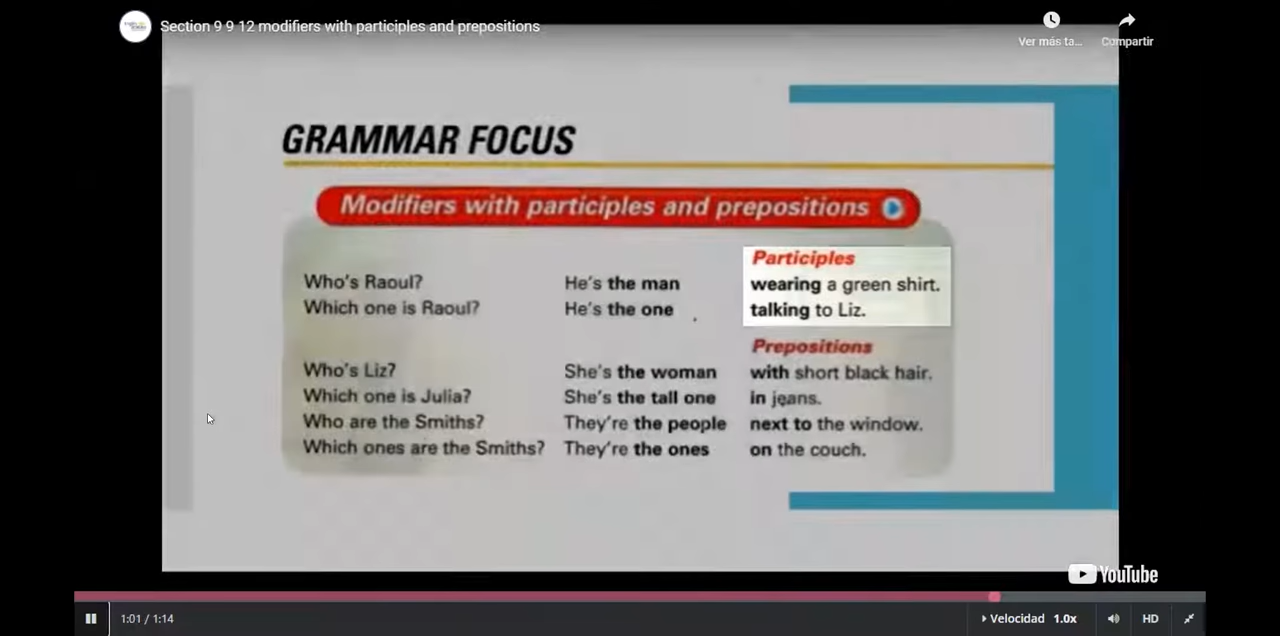 Section 9 9 12 modifiers with participles and prepositions
Ver más ta...
Compartir
GRAMMAR FOCUS
Modifiers with participles and prepositions
Participles
Who's Raoul? He's the man wearing a green shirt.
Which one is Raoul? He's the one talking to Liz.
Prepositions
Who's Liz? She's the woman with short black hair.
Which one is Julia? She's the tall one in jeans.
Who are the Smiths? They're the people next to the window.
Which ones are the Smiths? They're the ones on the couch.
YouTube
1:01 / 1:14
Velocidad 1.0x
HD